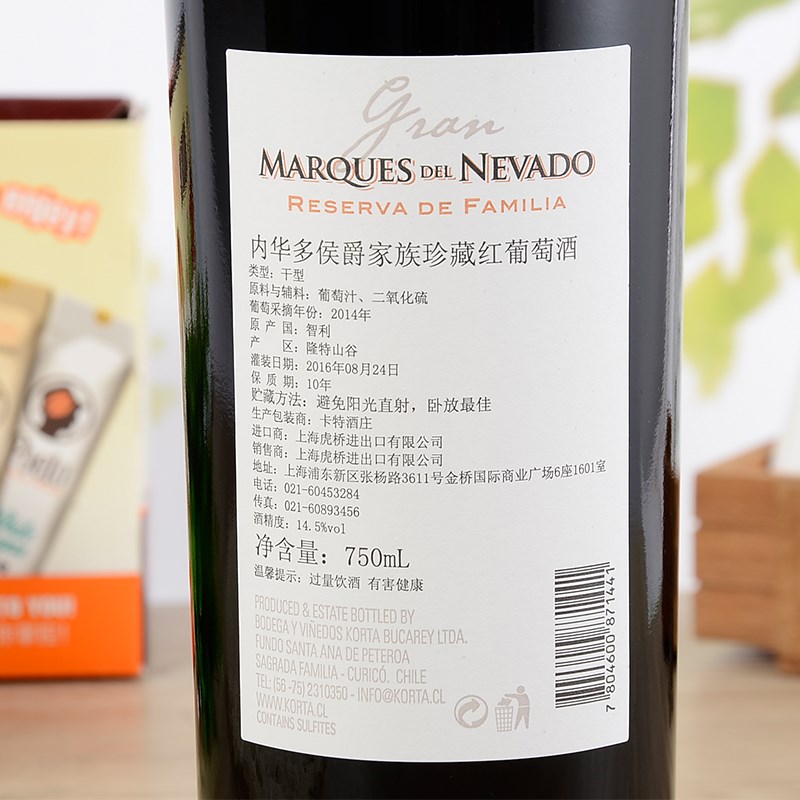 Gran
MARQUES DEL NEVADO
RESERVA DE FAMILIA
内华多侯爵家族珍藏红葡萄酒
类型: 干型
原料与辅料: 葡萄汁、二氧化硫
葡萄采摘年份: 2014年
原 产 国: 智利
产 区: 隆特山谷
灌装日期: 2016年08月24日
保 质 期: 10年
贮藏方法: 避免阳光直射，卧放最佳
生产包装商: 卡特酒庄
进口商: 上海虎桥进出口有限公司
销售商: 上海虎桥进出口有限公司
地址: 上海浦东新区张杨路3611号金桥国际商业广场6座1601室
电话: 021-60453284
传真: 021-60893456
酒精度: 14.5%vol
净含量: 750mL
温馨提示: 过量饮酒 有害健康
PRODUCED & ESTATE BOTTLED BY
BODEGA Y VIÑEDOS KORTA BUCAREY LTDA.
FUNDO SANTA ANA DE PETEROA
SAGRADA FAMILIA - CURICÓ. CHILE
TEL: (56 -75) 2310350 - INFO@KORTA.CL
WWW.KORTA.CL
CONTAINS SULFITES
7 804600 871441
enjoy!